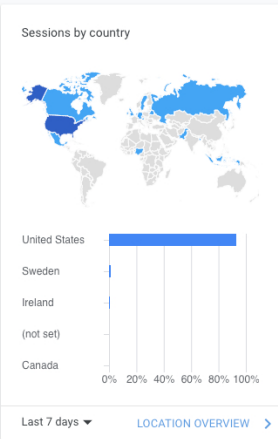 Sessions by country
United States
Sweden
Ireland
(not set)
Canada
0% 20% 40% 60% 80% 100%
Last 7 days
LOCATION OVERVIEW